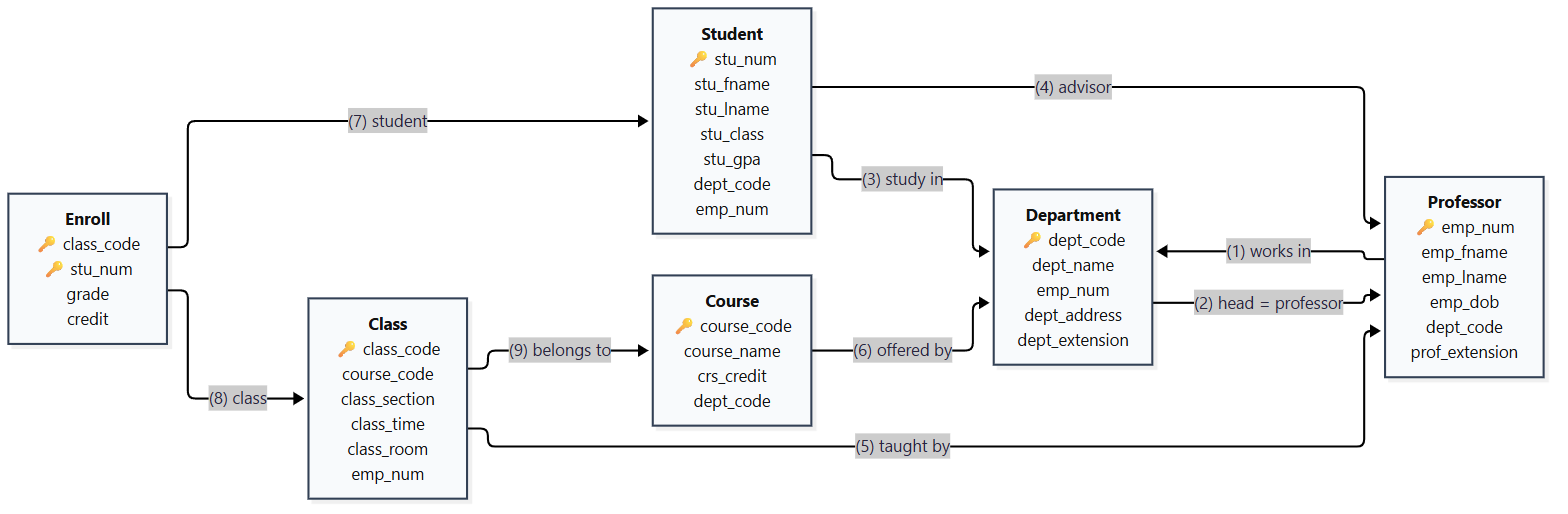 Student
🔑 stu_num
stu_fname
stu_lname
stu_class
stu_gpa
dept_code
emp_num
(4) advisor
(7) student
(3) study in
Enroll
🔑 class_code
🔑 stu_num
grade
credit
Department
🔑 dept_code
dept_name
emp_num
dept_address
dept_extension
Professor
🔑 emp_num
emp_fname
emp_lname
emp_dob
dept_code
prof_extension
(1) works in
(2) head = professor
Class
🔑 class_code
course_code
class_section
class_time
class_room
emp_num
Course
🔑 course_code
course_name
crs_credit
dept_code
(9) belongs to
(6) offered by
(8) class
(5) taught by